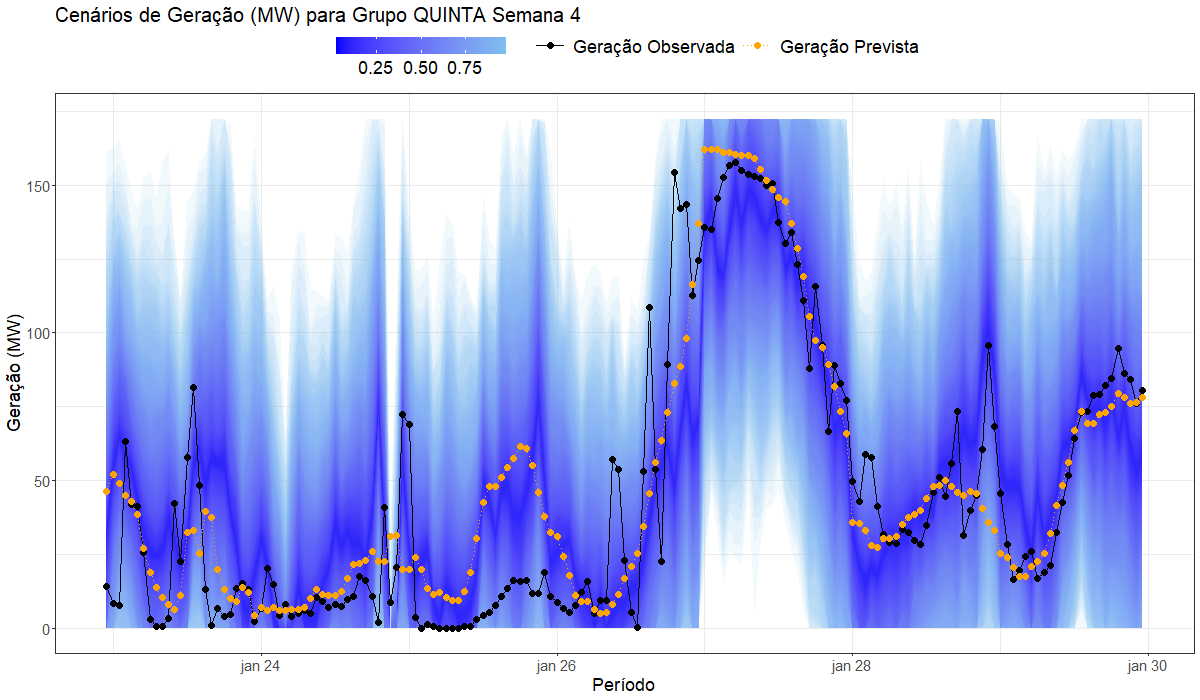 Cenários de Geração (MW) para Grupo QUINTA Semana 4
0.25 0.50 0.75
Geração Observada
Geração Prevista
Geração (MW)
150
100
50
0
jan 24
jan 26
jan 28
jan 30
Período